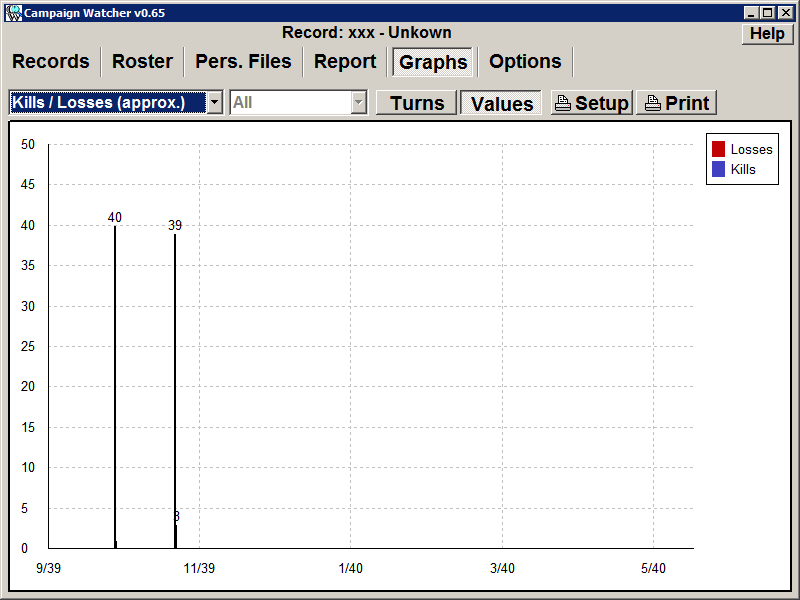 Campaign Watcher v0.65
Record: xxx - Unkown
Help
Records Roster Pers. Files Report Graphs Options
Kills / Losses (approx.) All Turns Values Setup Print
50
45
40
35
30
25
20
15
10
5
0
40
39
3
9/39 11/39 1/40 3/40 5/40
Losses
Kills